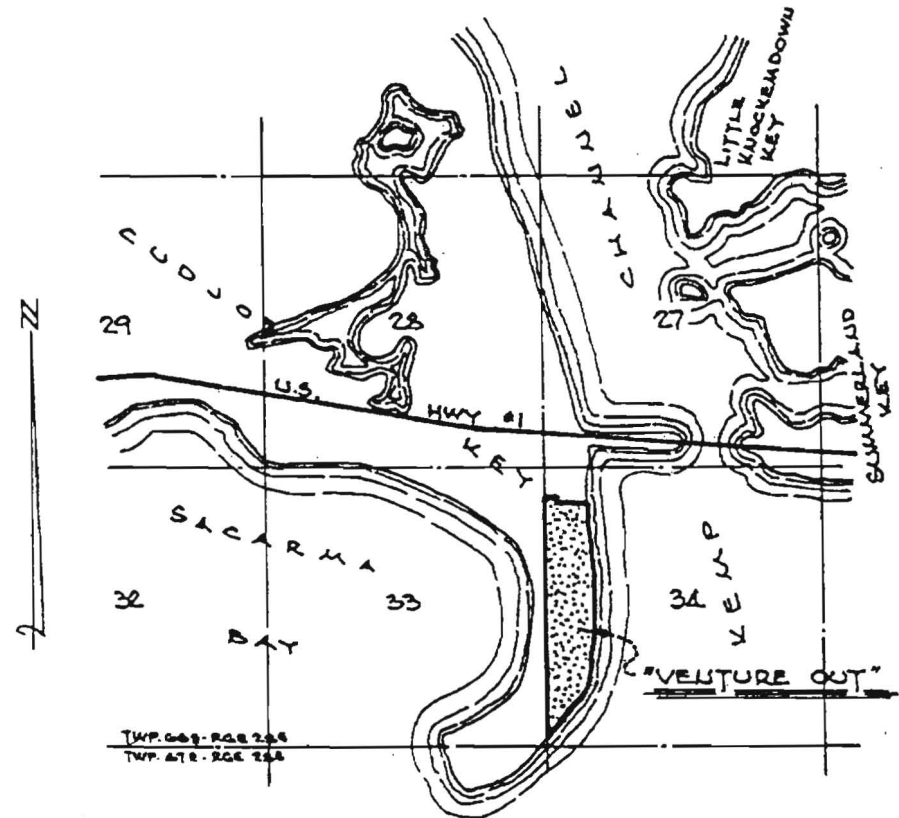 LITTLE
KNOCKEMDOWN
KEY
CHANNEL
CUDJO
29
28
27
U.S. HWY #1
KEY
SUMMERLAND
KEY
SACARMA
BAY
KEMP
32
33
34
"VENTURE OUT"
N